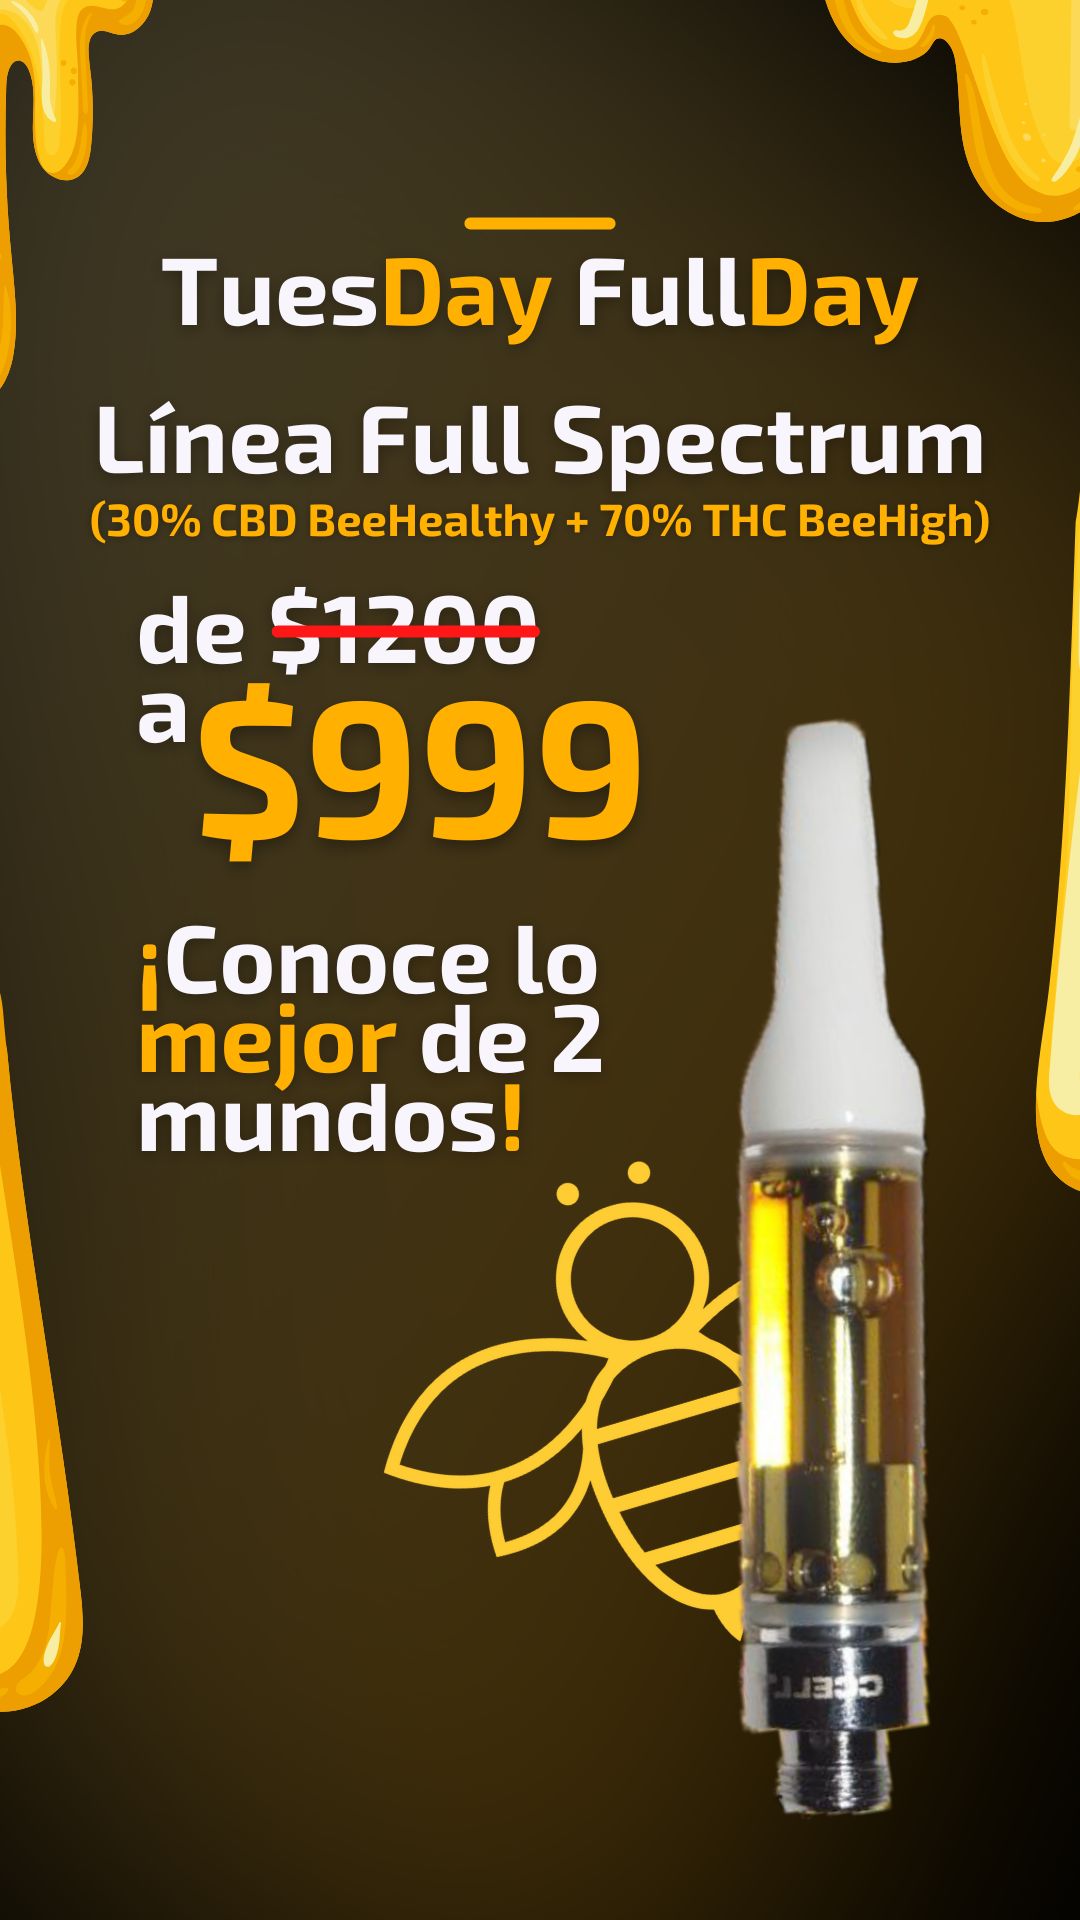 TuesDay FullDay
Línea Full Spectrum
(30% CBD BeeHealthy + 70% THC BeeHigh)
de $1200
a $999
¡Conoce lo
mejor de 2
mundos!
CCELL